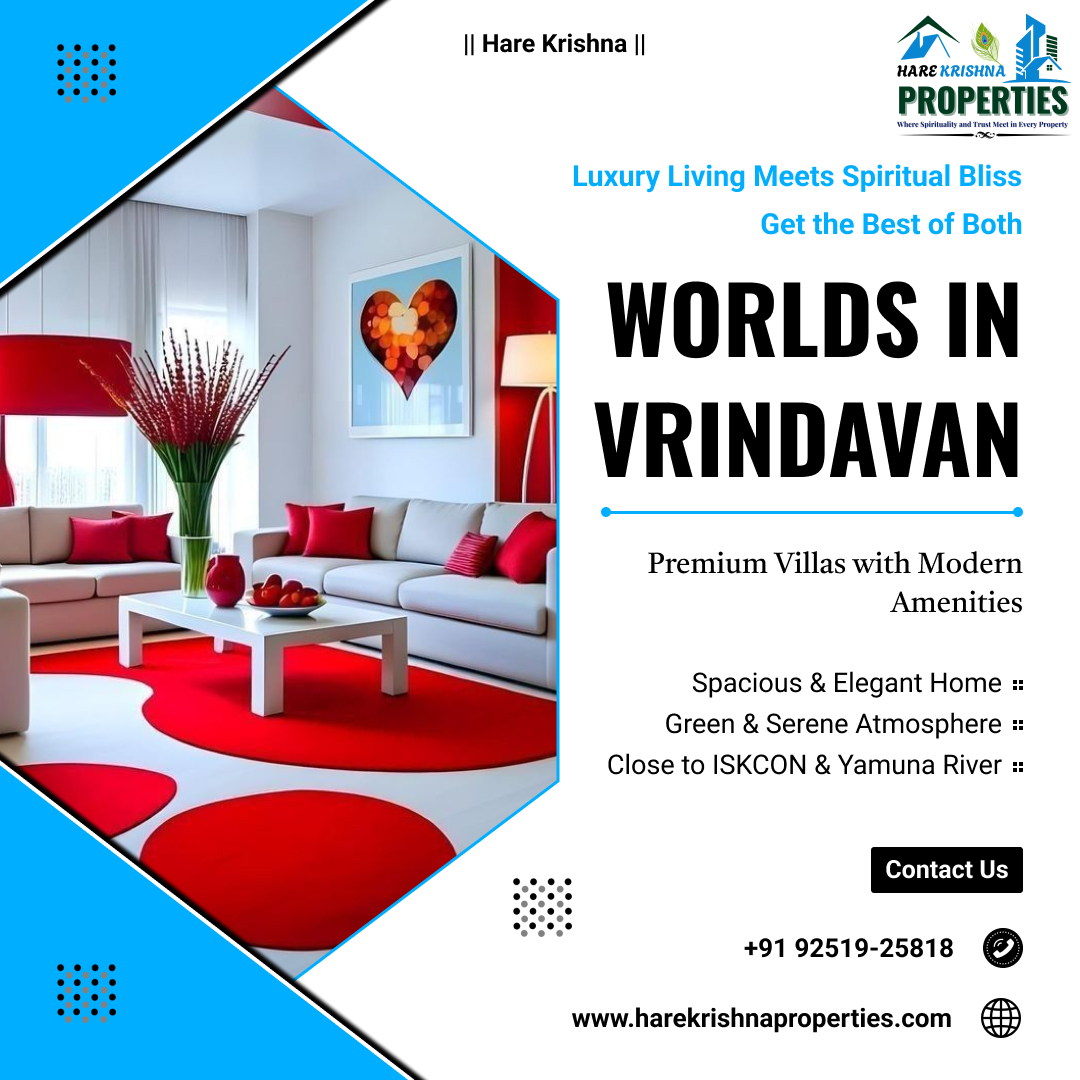 || Hare Krishna ||
HARE KRISHNA
PROPERTIES
Where Spirituality and Trust Meet in Every Property
Luxury Living Meets Spiritual Bliss
Get the Best of Both
WORLDS IN
VRINDAVAN
Premium Villas with Modern
Amenities
Spacious & Elegant Home
Green & Serene Atmosphere
Close to ISKCON & Yamuna River
Contact Us
+91 92519-25818
www.harekrishnaproperties.com